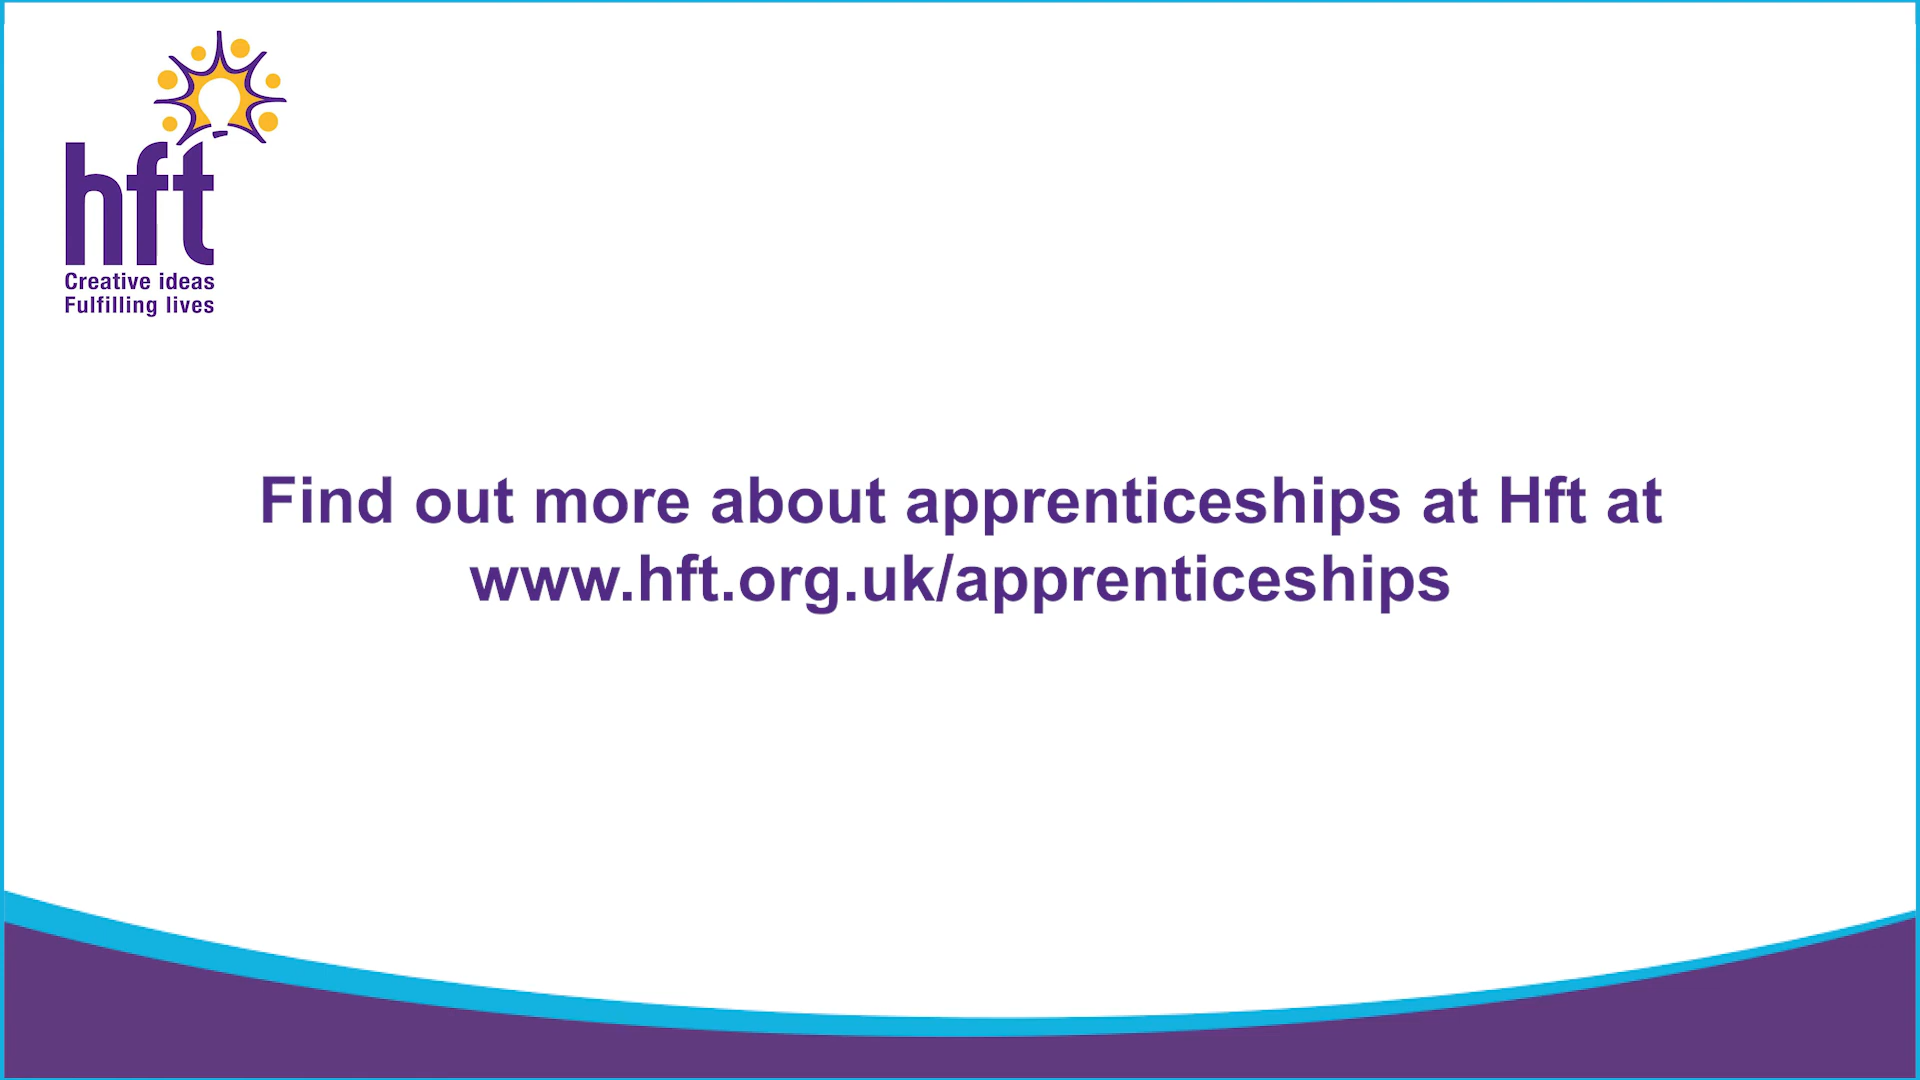 hft
Creative ideas
Fulfilling lives
Find out more about apprenticeships at Hft at
www.hft.org.uk/apprenticeships